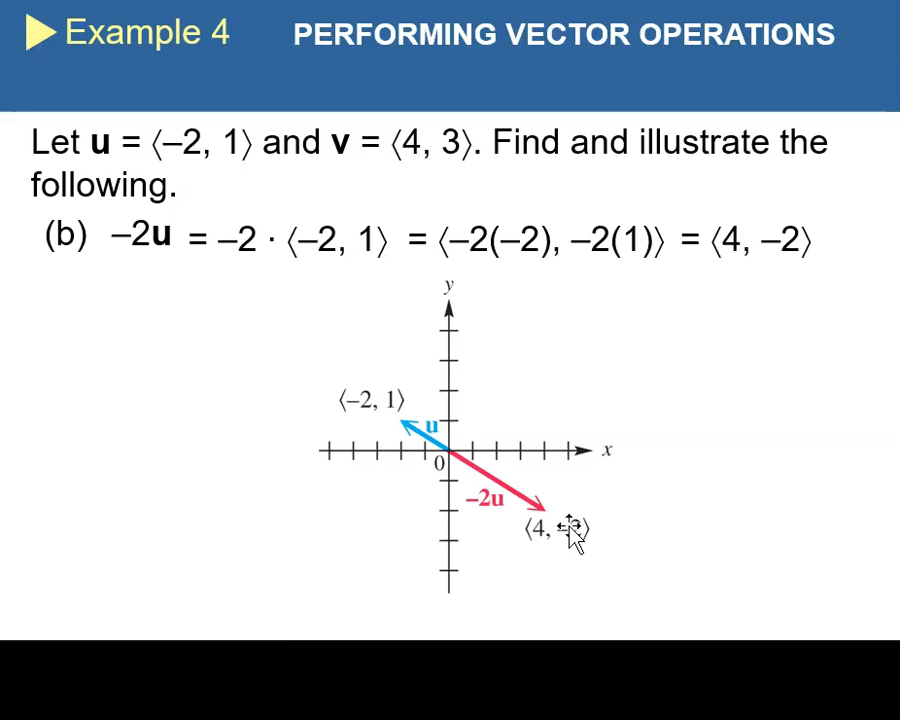 Example 4 PERFORMING VECTOR OPERATIONS
Let u = ⟨–2, 1⟩ and v = ⟨4, 3⟩. Find and illustrate the
following.
(b) –2u = –2 · ⟨–2, 1⟩ = ⟨–2(–2), –2(1)⟩ = ⟨4, –2⟩
y
⟨–2, 1⟩
u
x
0
–2u
⟨4,